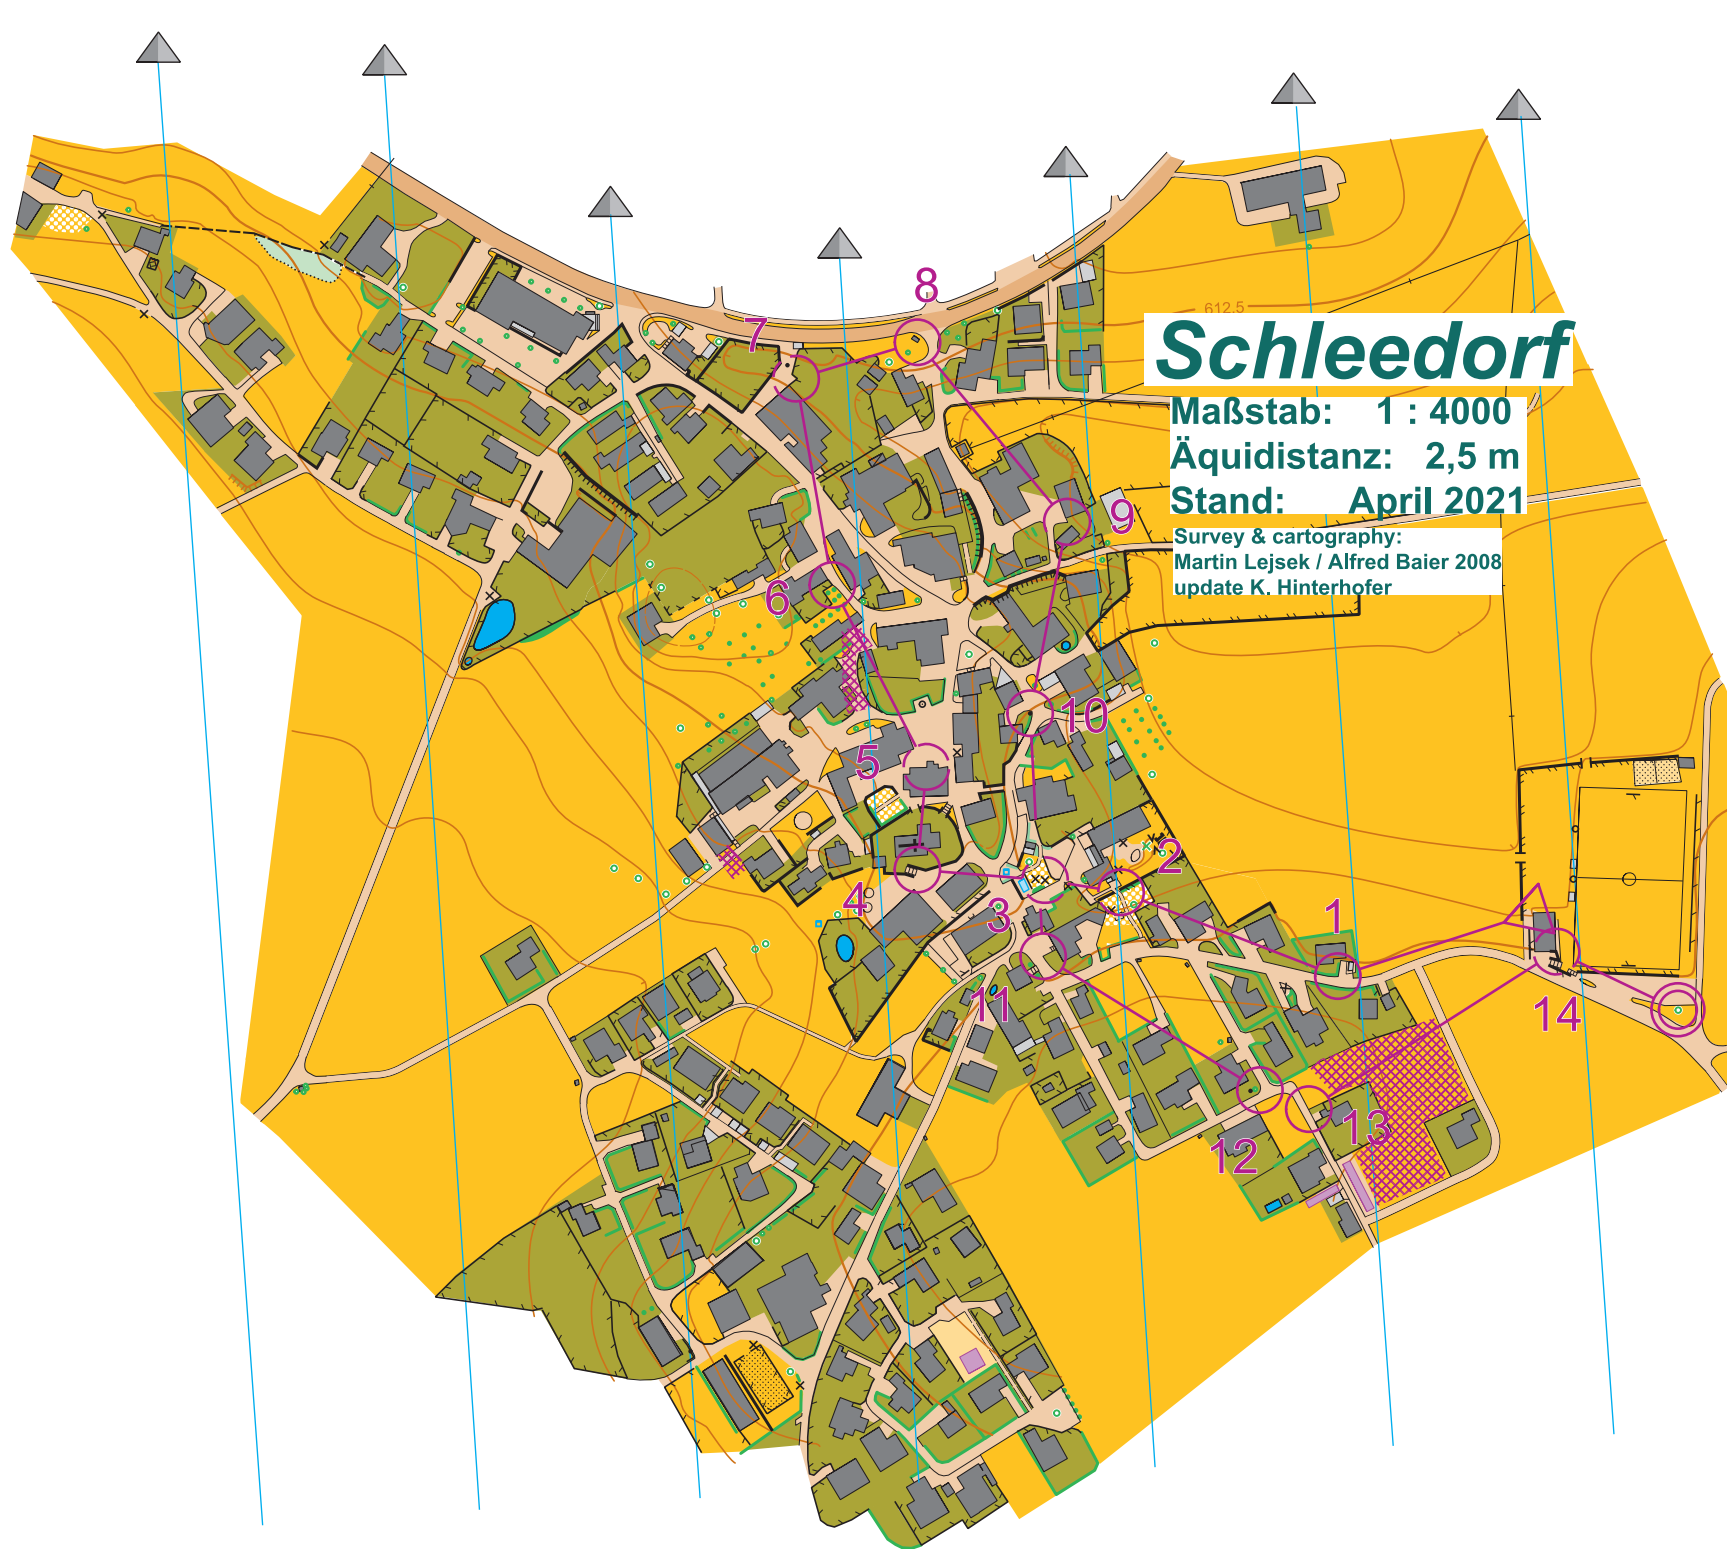 8
7
612.5
Schleedorf
Maßstab: 1 : 4000
Äquidistanz: 2,5 m
Stand: April 2021
Survey & cartography:
Martin Lejsek / Alfred Baier 2008
update K. Hinterhofer
9
6
10
5
2
4
3
1
11
14
13
12